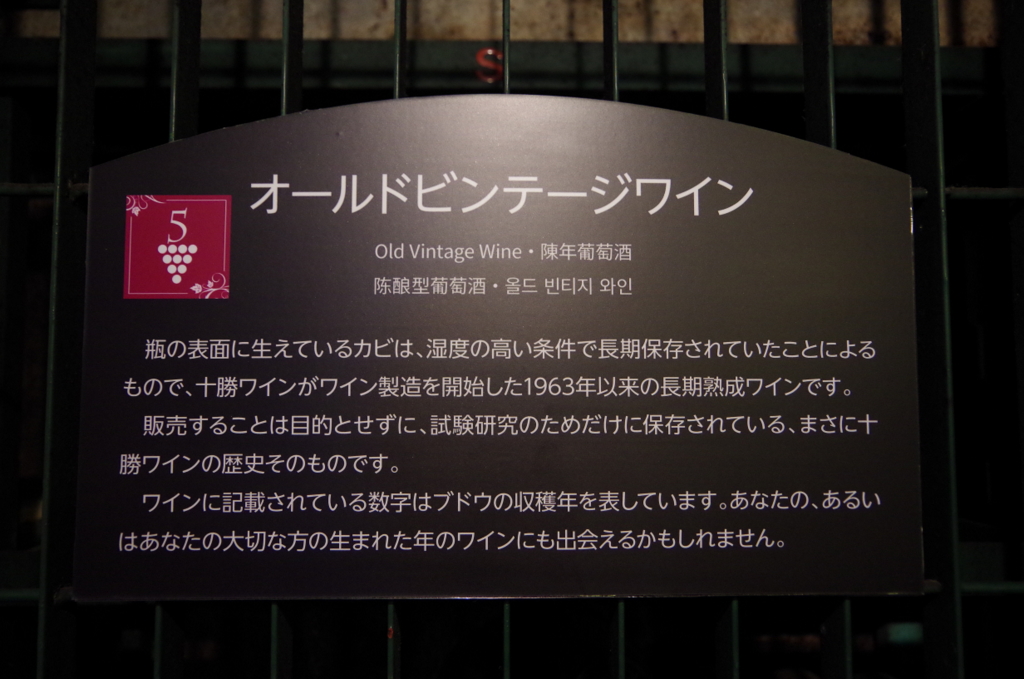 S
5
オールドビンテージワイン
Old Vintage Wine・陳年葡萄酒
陈酿型葡萄酒・올드 빈티지 와인
瓶の表面に生えているカビは、湿度の高い条件で長期保存されていたことによる
もので、十勝ワインがワイン製造を開始した1963年以来の長期熟成ワインです。
販売することは目的とせずに、試験研究のためだけに保存されている、まさに十
勝ワインの歴史そのものです。
ワインに記載されている数字はブドウの収穫年を表しています。あなたの、あるい
はあなたの大切な方の生まれた年のワインにも出会えるかもしれません。